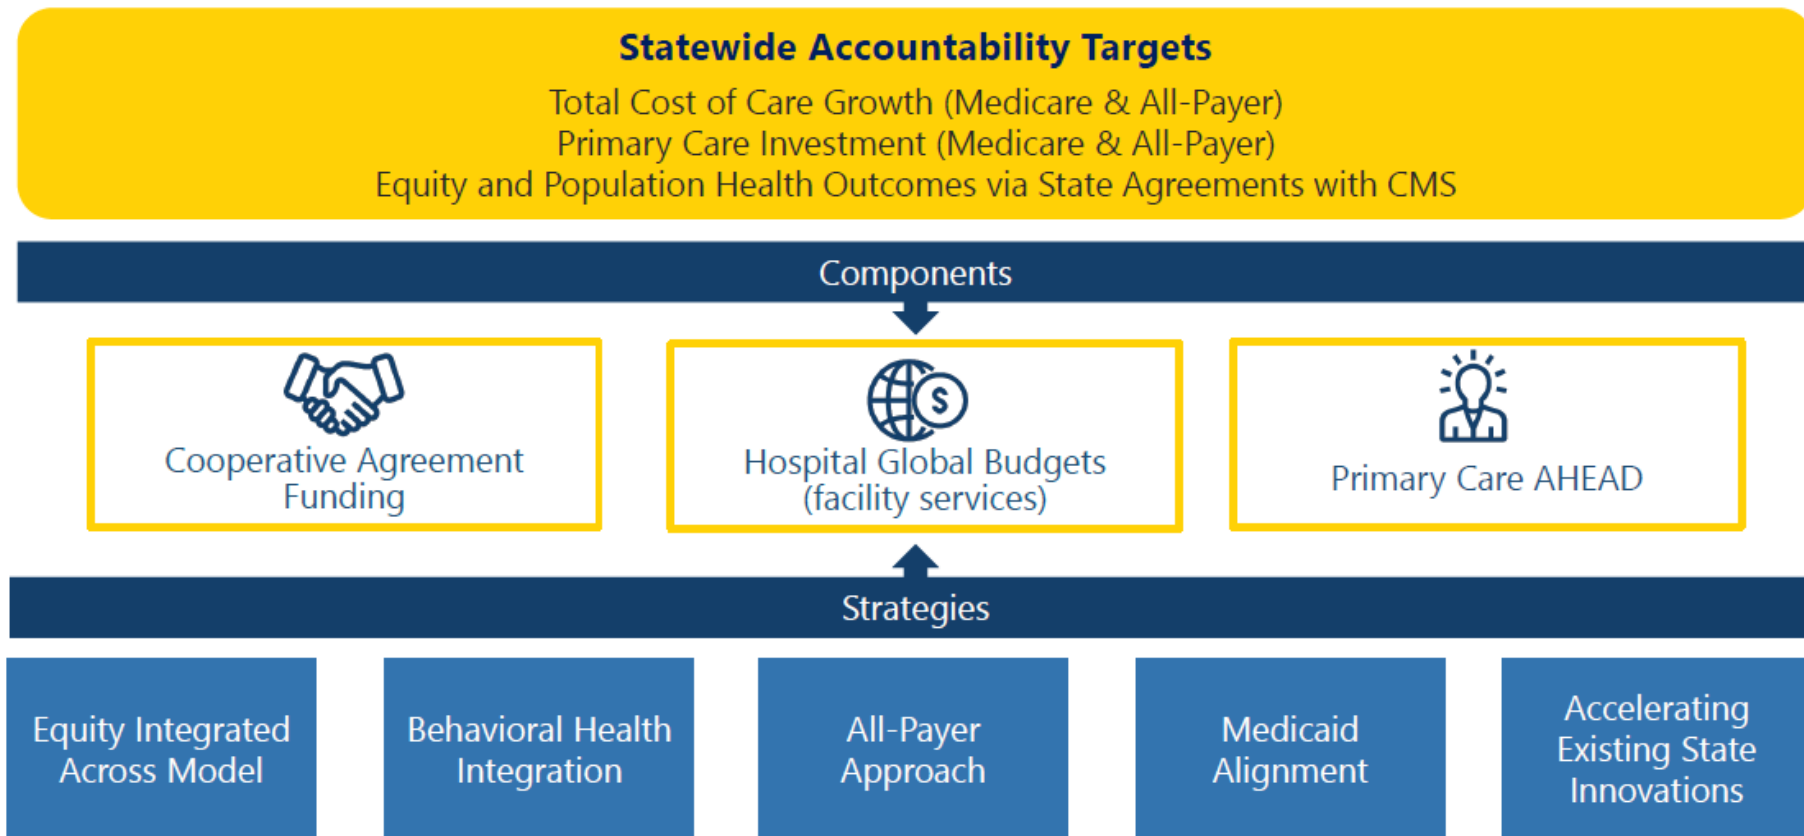 Statewide Accountability Targets
Total Cost of Care Growth (Medicare & All-Payer)
Primary Care Investment (Medicare & All-Payer)
Equity and Population Health Outcomes via State Agreements with CMS
Components
Cooperative Agreement
Funding
$
Hospital Global Budgets
(facility services)
Primary Care AHEAD
Strategies
Equity Integrated
Across Model
Behavioral Health
Integration
All-Payer
Approach
Medicaid
Alignment
Accelerating
Existing State
Innovations